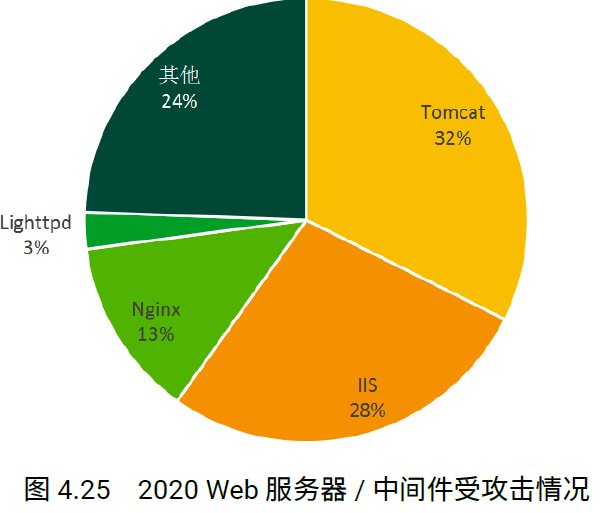 其他
24%
Tomcat
32%
Lighttpd
3%
Nginx
13%
IIS
28%
图 4.25 2020 Web 服务器 / 中间件受攻击情况